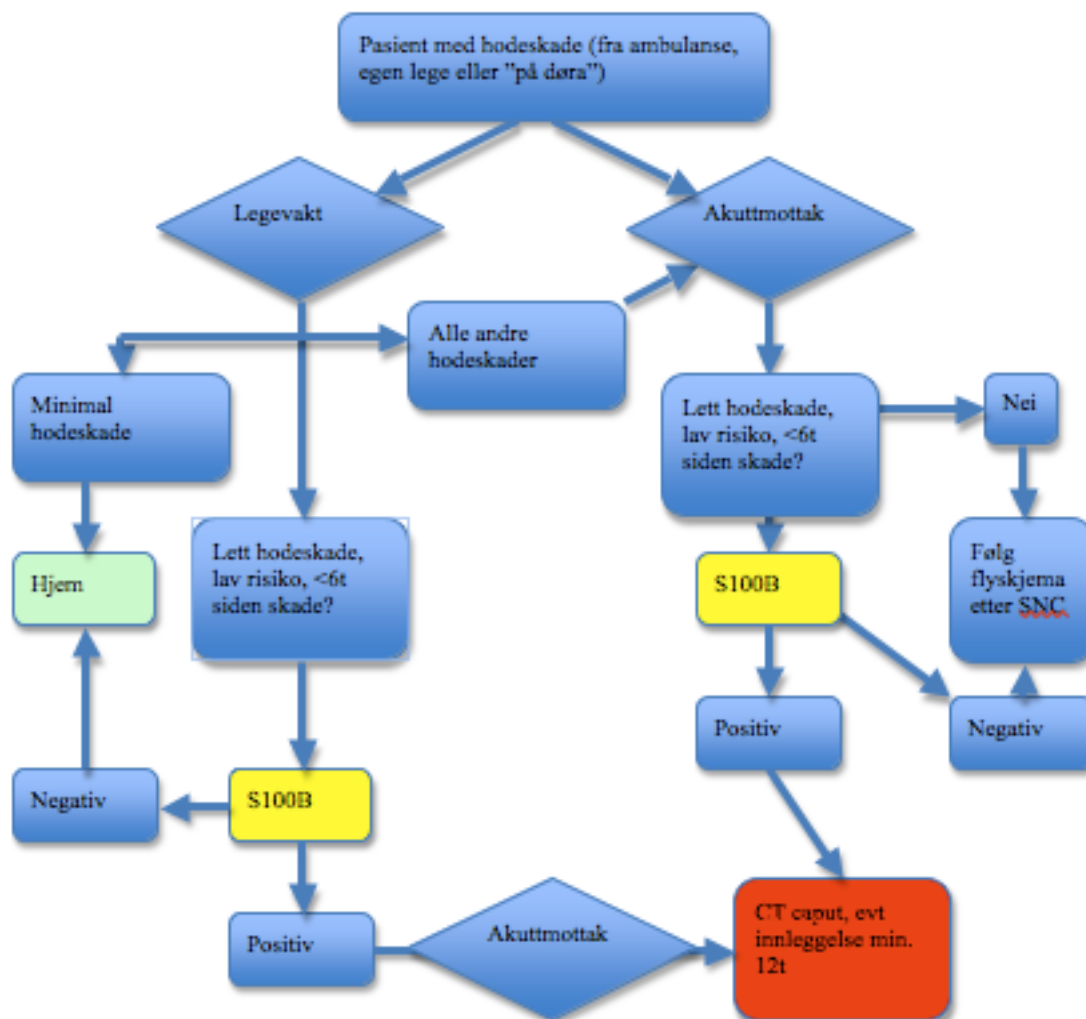 Pasient med hodeskade (fra ambulanse,
egen lege eller ”på døra”)
Legevakt
Akuttmottak
Alle andre
hodeskader
Minimal
hodeskade
Lett hodeskade,
lav risiko, <6t
siden skade?
Nei
Hjem
Lett hodeskade,
lav risiko, <6t
siden skade?
S100B
Følg
flyskjema
etter SNC
Positiv
Negativ
Negativ
S100B
Positiv
Akuttmottak
CT caput, evt
innleggelse min.
12t